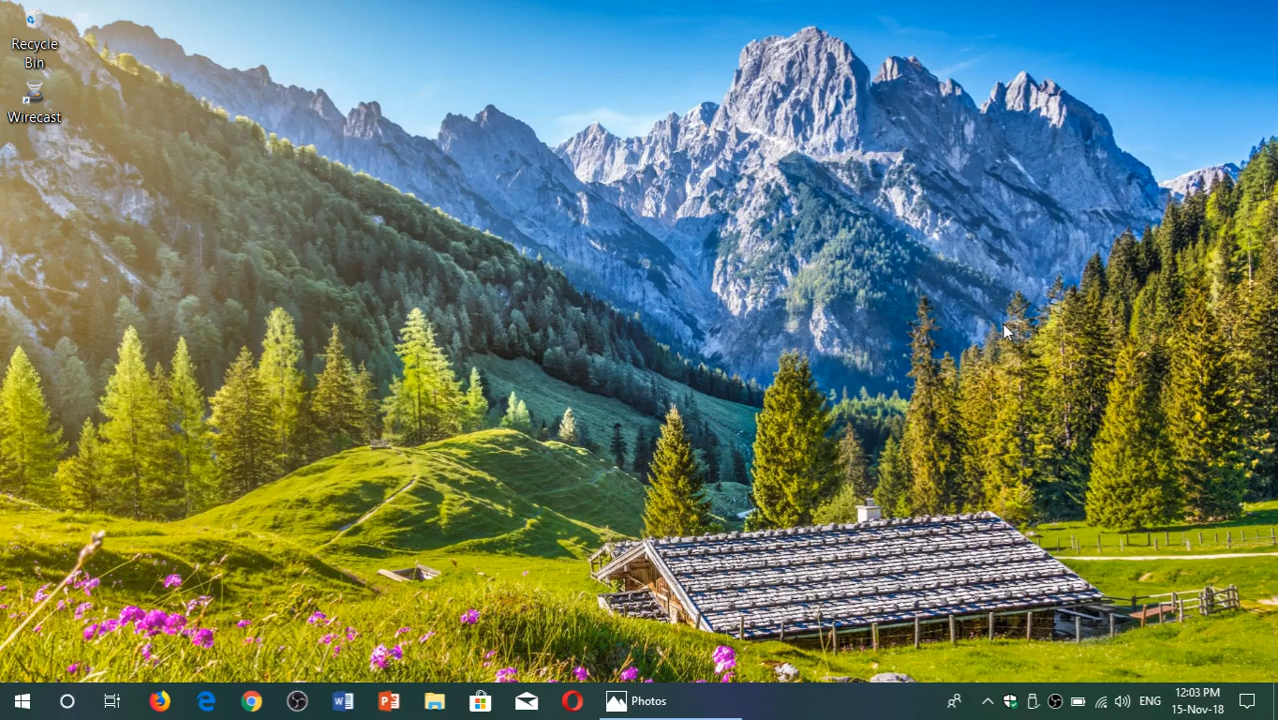 Recycle
Bin
Wirecast
Photos
ENG
12:03 PM
15-Nov-18